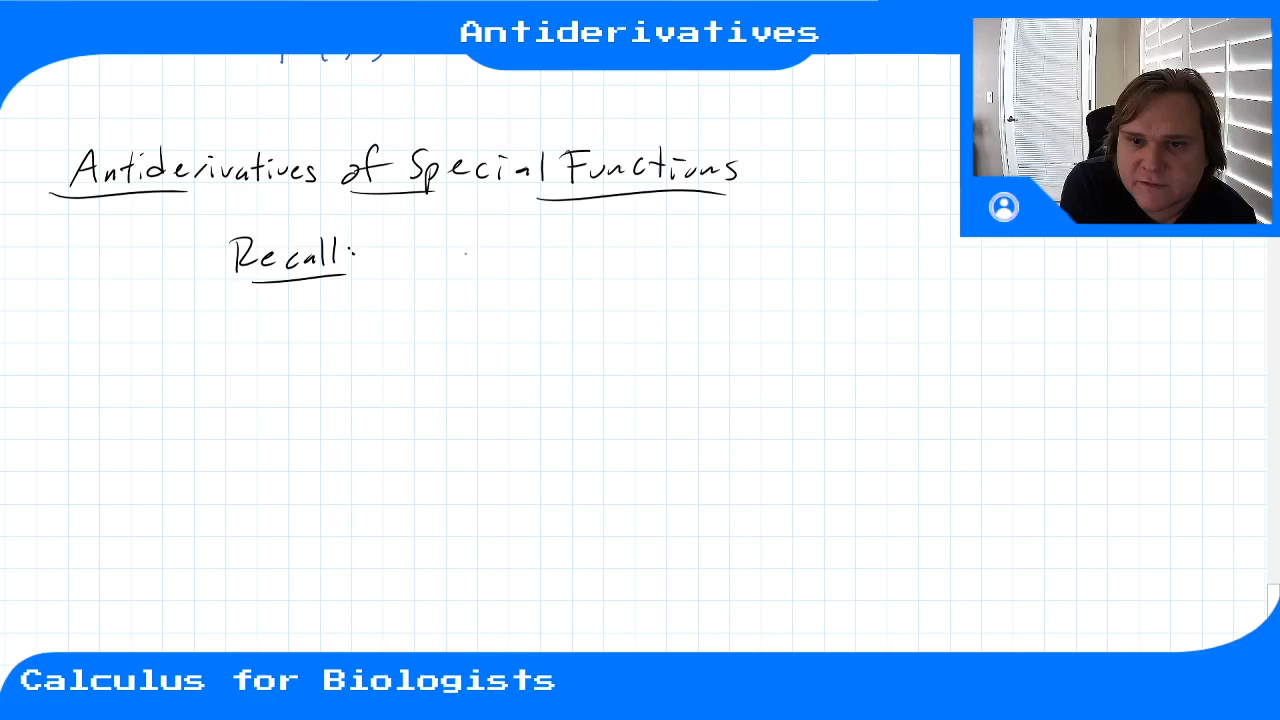 Antiderivatives
Antiderivatives of Special Functions
Recall:
Calculus for Biologists